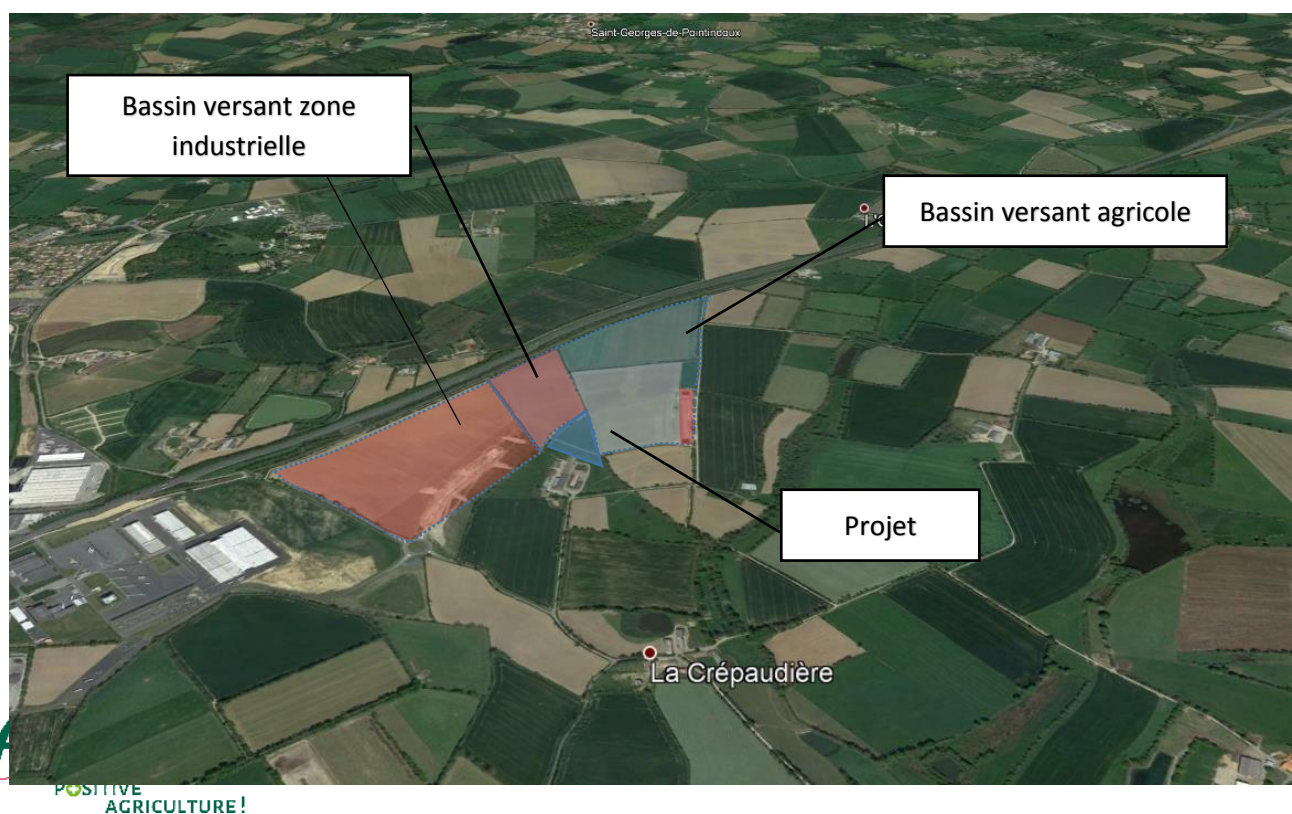 Saint-Georges-de-Pointindoux
Bassin versant zone
industrielle
Bassin versant agricole
Projet
La Crépaudière
POSITIVE
AGRICULTURE!